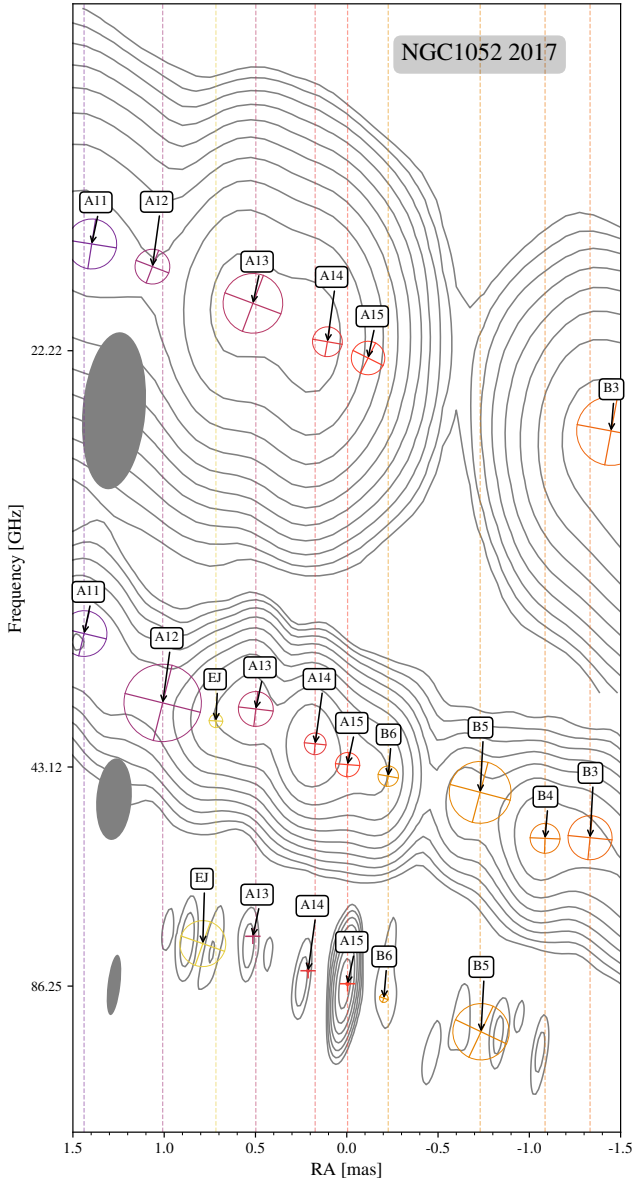 NGC1052 2017
A11
A12
A13
A14
A15
22.22
B3
Frequency [GHz]
A11
A12
EJ
A13
A14
A15
B6
B5
B4
B3
43.12
EJ
A13
A14
A15
B6
B5
86.25
1.5 1.0 0.5 0.0 -0.5 -1.0 -1.5
RA [mas]